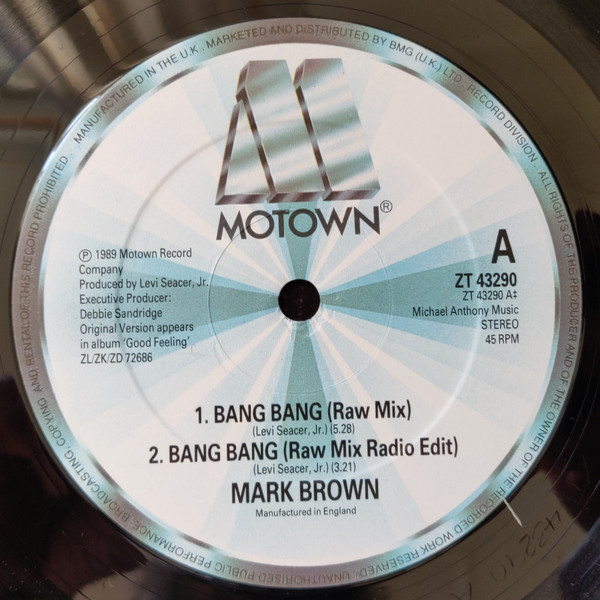 MANUFACTURED IN THE U.K. MARKETED AND DISTRIBUTED BY BMG (U.K.) LTD. RECORD DIVISION. ALL RIGHTS OF THE PRODUCER AND OF THE OWNER OF THE RECORDED WORK RESERVED. UNAUTHORISED PUBLIC PERFORMANCE, BROADCASTING, COPYING AND RENTAL OF THIS RECORD PROHIBITED.
MOTOWN®
℗ 1989 Motown Record
Company
Produced by Levi Seacer, Jr.
Executive Producer:
Debbie Sandridge
Original Version appears
in album 'Good Feeling'
ZL/ZK/ZD 72686
A
ZT 43290
ZT 43290 A‡
Michael Anthony Music
STEREO
45 RPM
1. BANG BANG (Raw Mix)
(Levi Seacer, Jr.) (5.28)
2. BANG BANG (Raw Mix Radio Edit)
(Levi Seacer, Jr.) (3.21)
MARK BROWN
Manufactured in England